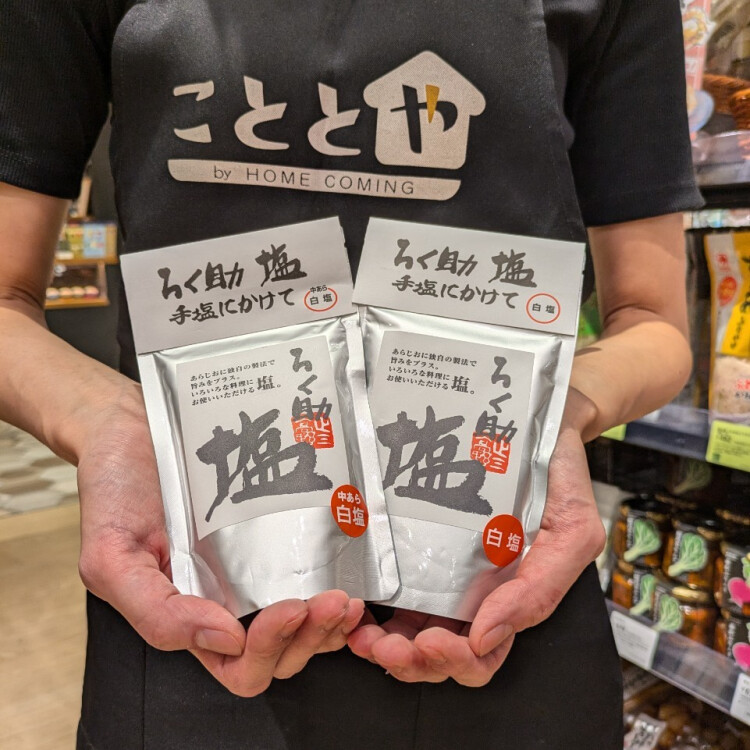 こととや
by HOME COMING
ろく助 塩
手塩にかけて
中あら
白塩
あらじおに独自の製法で
旨みをプラス。
いろいろな料理に
お使いいただける塩。
ろく助
塩
中あら
白塩
ろく助 塩
手塩にかけて
白塩
あらじおに独自の製法で
旨みをプラス。
いろいろな料理に
お使いいただける塩。
ろく助
塩
白塩